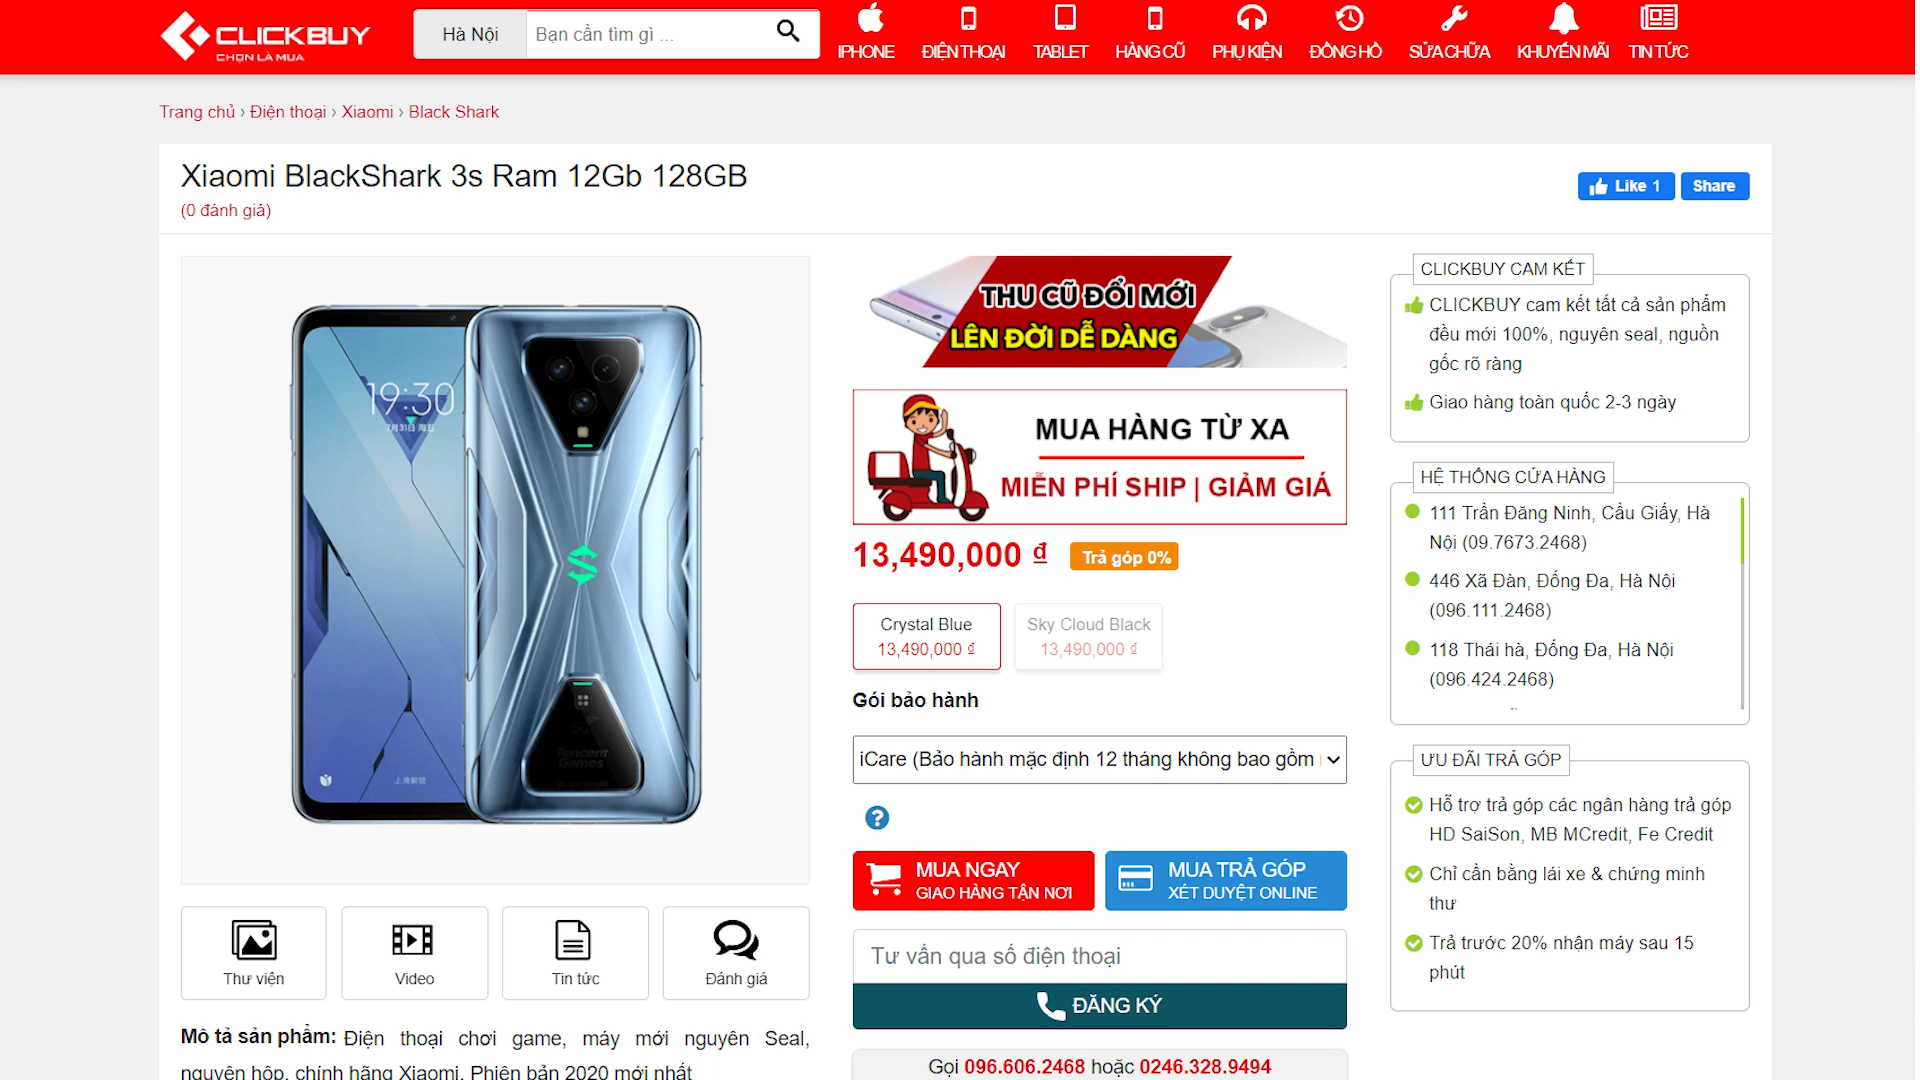 CLICKBUY
CHỌN LÀ MUA
Hà Nội
Bạn cần tìm gì ...
IPHONE
ĐIỆN THOẠI
TABLET
HÀNG CŨ
PHỤ KIỆN
ĐỒNG HỒ
SỬA CHỮA
KHUYẾN MÃI
TIN TỨC
Trang chủ › Điện thoại › Xiaomi › Black Shark
Xiaomi BlackShark 3s Ram 12Gb 128GB
(0 đánh giá)
Like 1
Share
19:30
7月31日 周五
上滑解锁
Tencent
Games
Thư viện
Video
Tin tức
Đánh giá
Mô tả sản phẩm: Điện thoại chơi game, máy mới nguyên Seal,
nguyên hộp, chính hãng Xiaomi. Phiên bản 2020 mới nhất
THU CŨ ĐỔI MỚI
LÊN ĐỜI DỄ DÀNG
MUA HÀNG TỪ XA
MIỄN PHÍ SHIP | GIẢM GIÁ
13,490,000 ₫
Trả góp 0%
Crystal Blue
13,490,000 ₫
Sky Cloud Black
13,490,000 ₫
Gói bảo hành
iCare (Bảo hành mặc định 12 tháng không bao gồm
?
MUA NGAY
GIAO HÀNG TẬN NƠI
MUA TRẢ GÓP
XÉT DUYỆT ONLINE
Tư vấn qua số điện thoại
ĐĂNG KÝ
Gọi 096.606.2468 hoặc 0246.328.9494
CLICKBUY CAM KẾT
CLICKBUY cam kết tất cả sản phẩm
đều mới 100%, nguyên seal, nguồn
gốc rõ ràng
Giao hàng toàn quốc 2-3 ngày
HỆ THỐNG CỬA HÀNG
111 Trần Đăng Ninh, Cầu Giấy, Hà
Nội (09.7673.2468)
446 Xã Đàn, Đống Đa, Hà Nội
(096.111.2468)
118 Thái hà, Đống Đa, Hà Nội
(096.424.2468)
ƯU ĐÃI TRẢ GÓP
Hỗ trợ trả góp các ngân hàng trả góp
HD SaiSon, MB MCredit, Fe Credit
Chỉ cần bằng lái xe & chứng minh
thư
Trả trước 20% nhận máy sau 15
phút